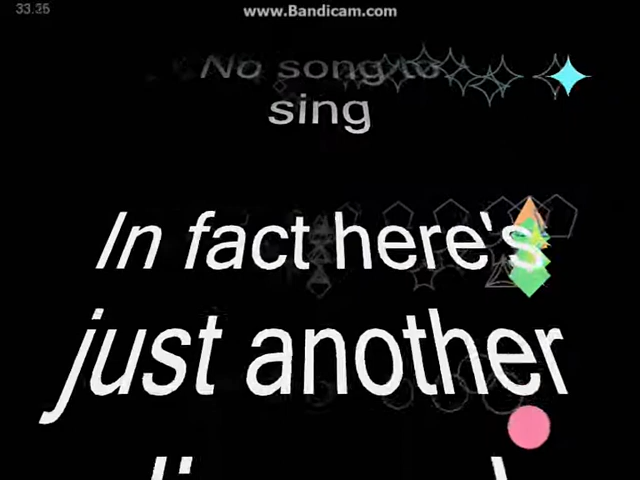 33.25
www.Bandicam.com
No song to
sing
In fact here's
just another